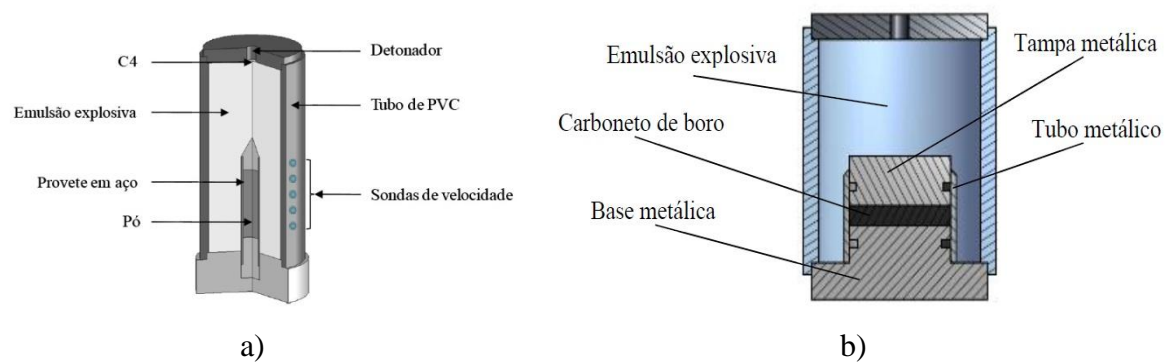 Detonador
C4
Emulsão explosiva
Tubo de PVC
Provete em aço
Sondas de velocidade
Pó
a)
Emulsão explosiva
Tampa metálica
Carboneto de boro
Tubo metálico
Base metálica
b)